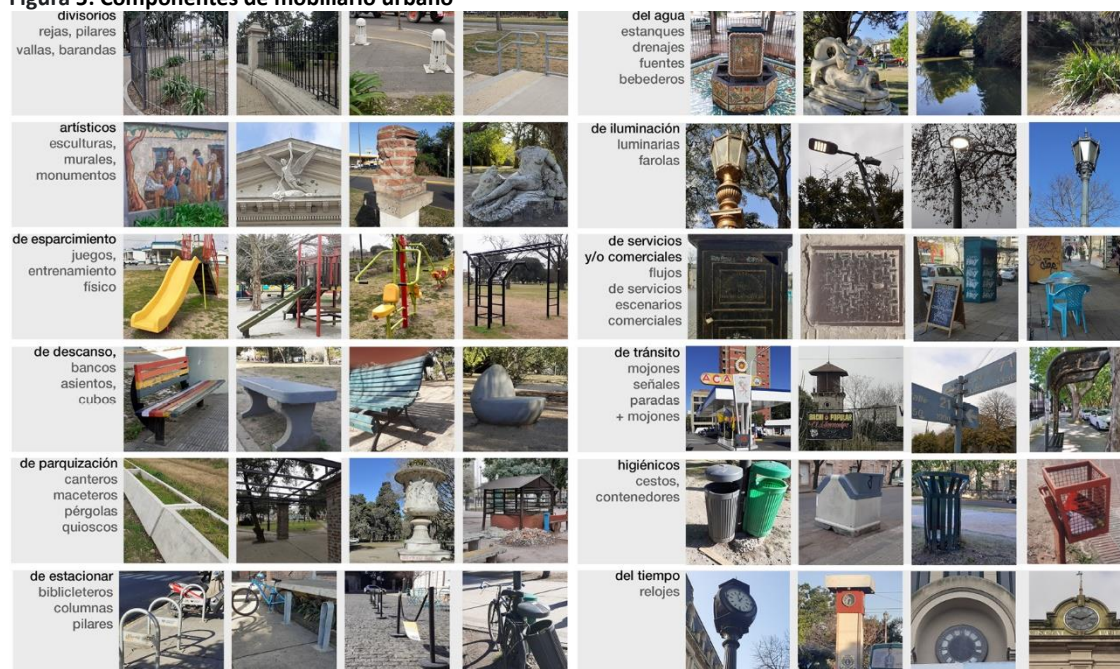 Figura 5. Componentes de mobiliario urbano
divisorios
rejas, pilares
vallas, barandas
del agua
estanques
drenajes
fuentes
bebederos
artísticos
esculturas,
murales,
monumentos
de iluminación
luminarias
farolas
de esparcimiento
juegos,
entrenamiento
físico
de servicios
y/o comerciales
flujos
de servicios
escenarios
comerciales
de descanso,
bancos
asientos,
cubos
de tránsito
mojones
señales
paradas
+ mojones
ACA
21
71
de parquización
canteros
maceteros
pérgolas
quioscos
higiénicos
cestos,
contenedores
de estacionar
biblicleteros
columnas
pilares
del tiempo
relojes